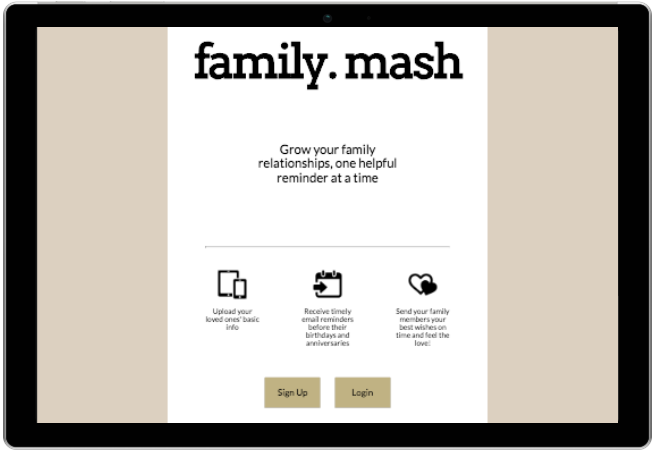 family. mash
Grow your family
relationships, one helpful
reminder at a time
Upload your
loved ones' basic
info
Receive timely
email reminders
before their
birthdays and
anniversaries
Send your family
members your
best wishes on
time and feel the
love!
Sign Up
Login